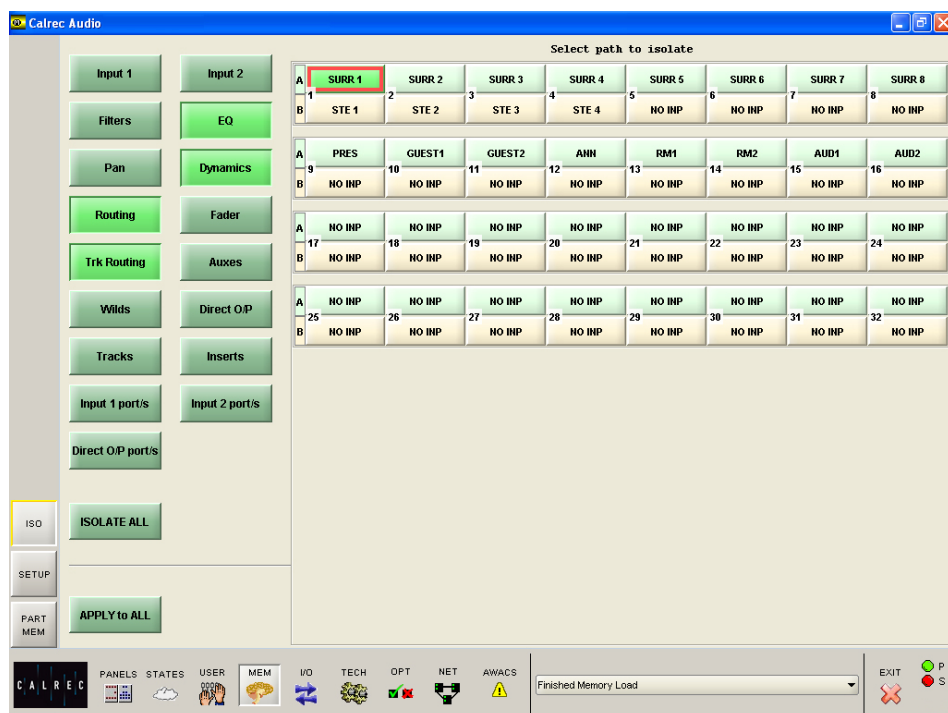 Calrec Audio
Select path to isolate
Input 1 Input 2
Filters EQ
Pan Dynamics
Routing Fader
Trk Routing Auxes
Wilds Direct O/P
Tracks Inserts
Input 1 port/s Input 2 port/s
Direct O/P port/s
ISOLATE ALL
APPLY to ALL
ISO
SETUP
PART
MEM
A SURR 1 SURR 2 SURR 3 SURR 4 SURR 5 SURR 6 SURR 7 SURR 8
1 2 3 4 5 6 7 8
B STE 1 STE 2 STE 3 STE 4 NO INP NO INP NO INP NO INP
A PRES GUEST1 GUEST2 ANN RM1 RM2 AUD1 AUD2
9 10 11 12 13 14 15 16
B NO INP NO INP NO INP NO INP NO INP NO INP NO INP NO INP
A NO INP NO INP NO INP NO INP NO INP NO INP NO INP NO INP
17 18 19 20 21 22 23 24
B NO INP NO INP NO INP NO INP NO INP NO INP NO INP NO INP
A NO INP NO INP NO INP NO INP NO INP NO INP NO INP NO INP
25 26 27 28 29 30 31 32
B NO INP NO INP NO INP NO INP NO INP NO INP NO INP NO INP
CALREC
PANELS STATES USER MEM I/O TECH OPT NET AWACS
Finished Memory Load
EXIT
P
S